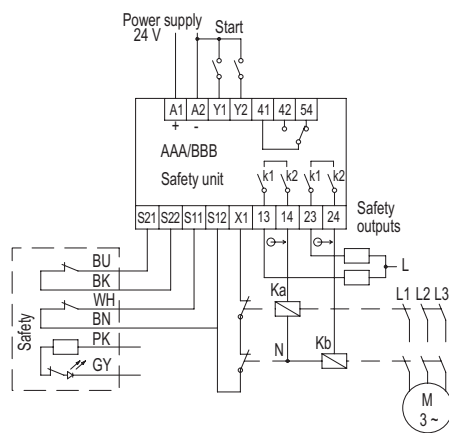 Power supply
24 V
Start
A1 A2 Y1 Y2 41 42 54
+ -
AAA/BBB
Safety unit
k1 k2 k1 k2
S21 S22 S11 S12 X1 13 14 23 24
Safety
outputs
L
Safety
BU
BK
WH
BN
PK
GY
Ka
L1 L2 L3
N
Kb
M
3 ~